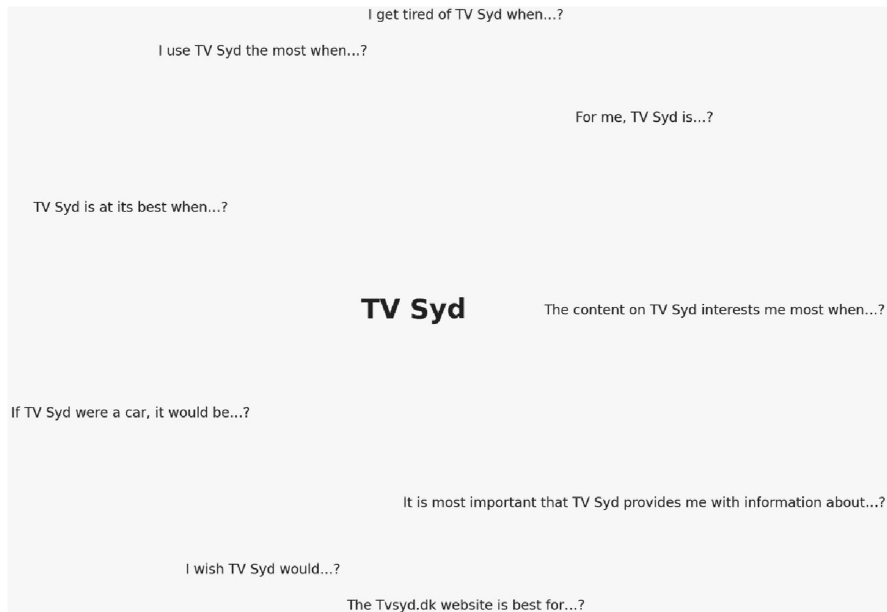 I get tired of TV Syd when...?
I use TV Syd the most when...?
For me, TV Syd is...?
TV Syd is at its best when...?
TV Syd
The content on TV Syd interests me most when...?
If TV Syd were a car, it would be...?
It is most important that TV Syd provides me with information about...?
I wish TV Syd would...?
The Tvsyd.dk website is best for...?